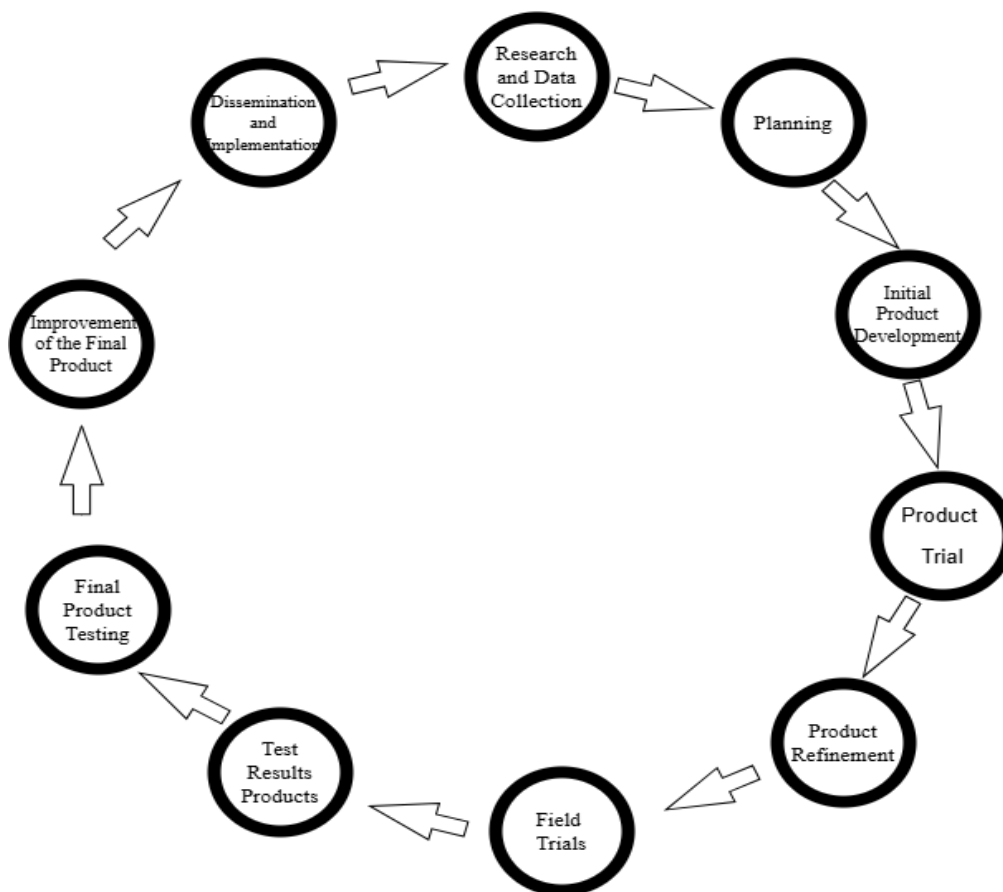 Research
and Data
Collection
Planning
Initial
Product
Development
Product
Trial
Product
Refinement
Field
Trials
Test
Results
Products
Final
Product
Testing
Improvement
of the Final
Product
Dissemination
and
Implementation